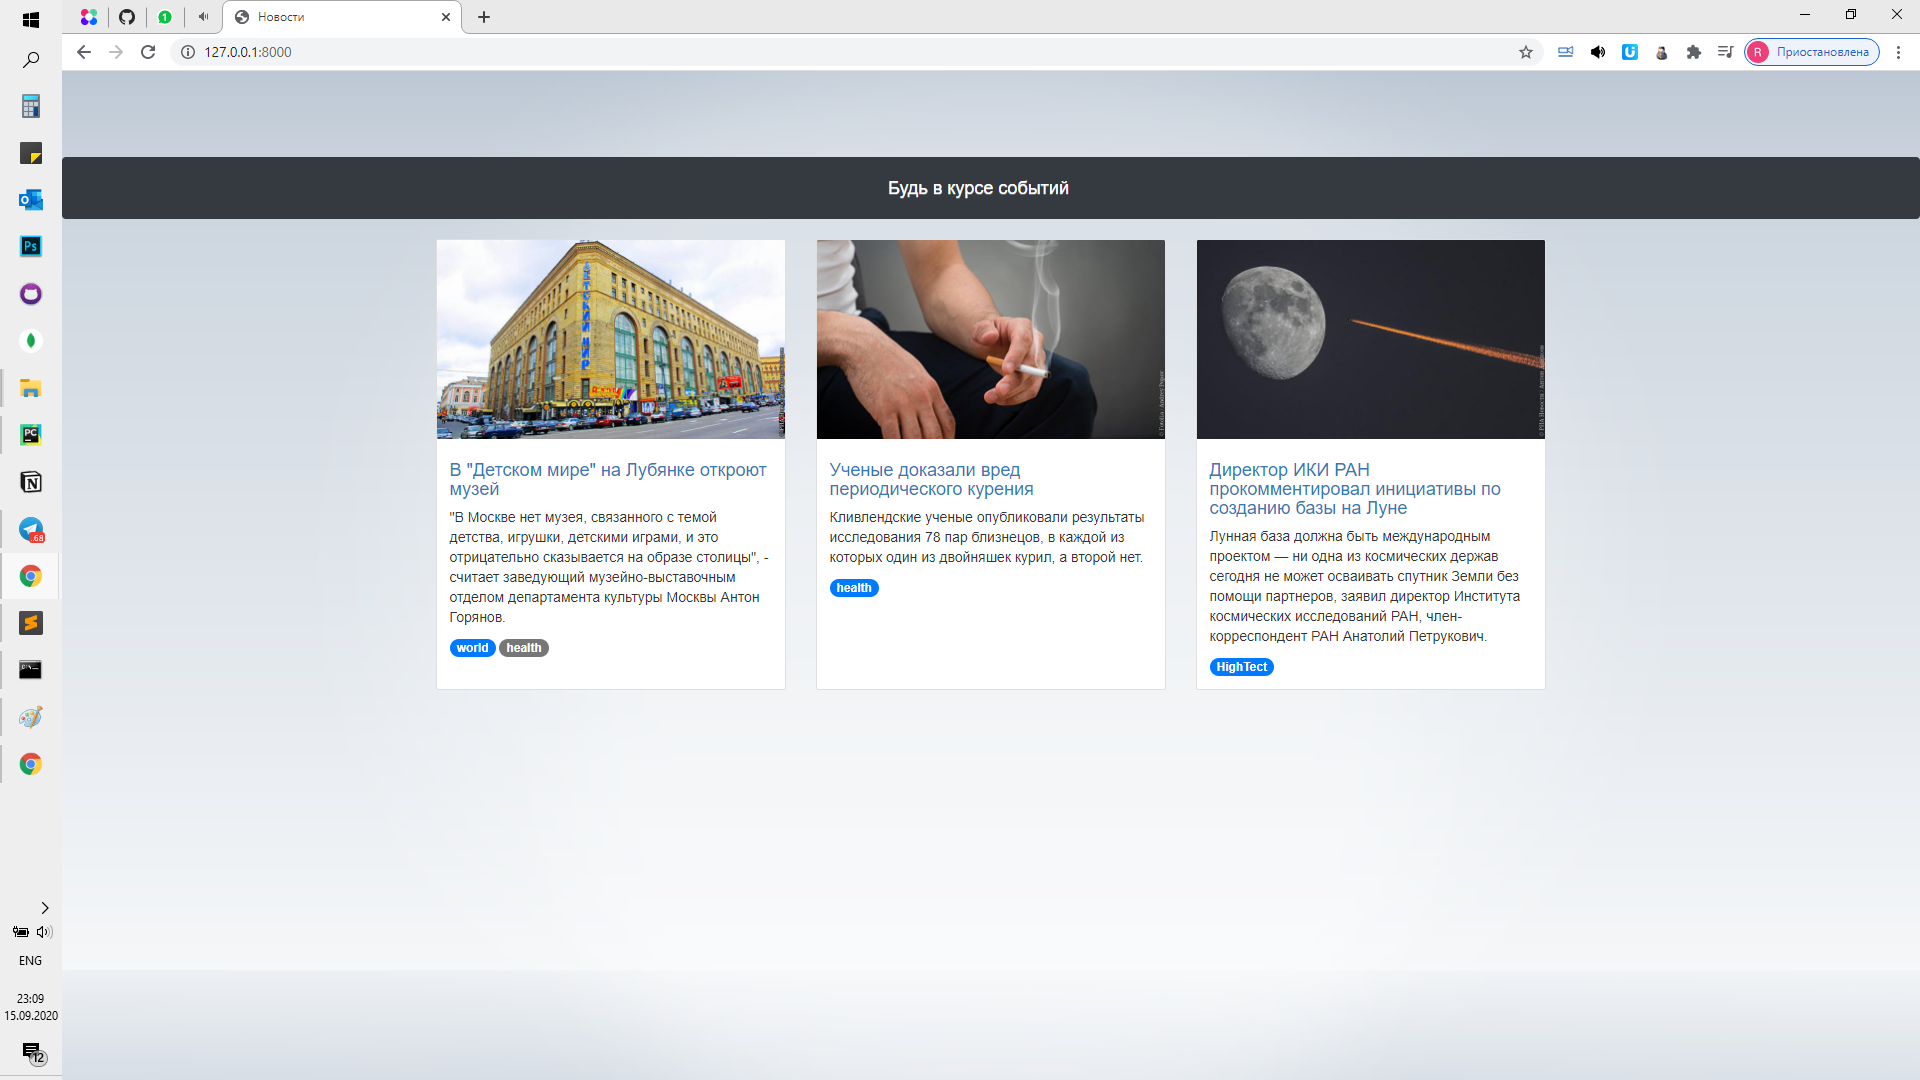 Новости
127.0.0.1:8000
R
Приостановлена
Будь в курсе событий
ДЕТСКИЙ МИР
В "Детском мире" на Лубянке откроют
музей
"В Москве нет музея, связанного с темой
детства, игрушки, детскими играми, и это
отрицательно сказывается на образе столицы", -
считает заведующий музейно-выставочным
отделом департамента культуры Москвы Антон
Горянов.
world
health
Ученые доказали вред
периодического курения
Кливлендские ученые опубликовали результаты
исследования 78 пар близнецов, в каждой из
которых один из двойняшек курил, а второй нет.
health
Директор ИКИ РАН
прокомментировал инициативы по
созданию базы на Луне
Лунная база должна быть международным
проектом — ни одна из космических держав
сегодня не может осваивать спутник Земли без
помощи партнеров, заявил директор Института
космических исследований РАН, член-
корреспондент РАН Анатолий Петрукович.
HighTect
1
Ps
PC
ENG
23:09
15.09.2020
12